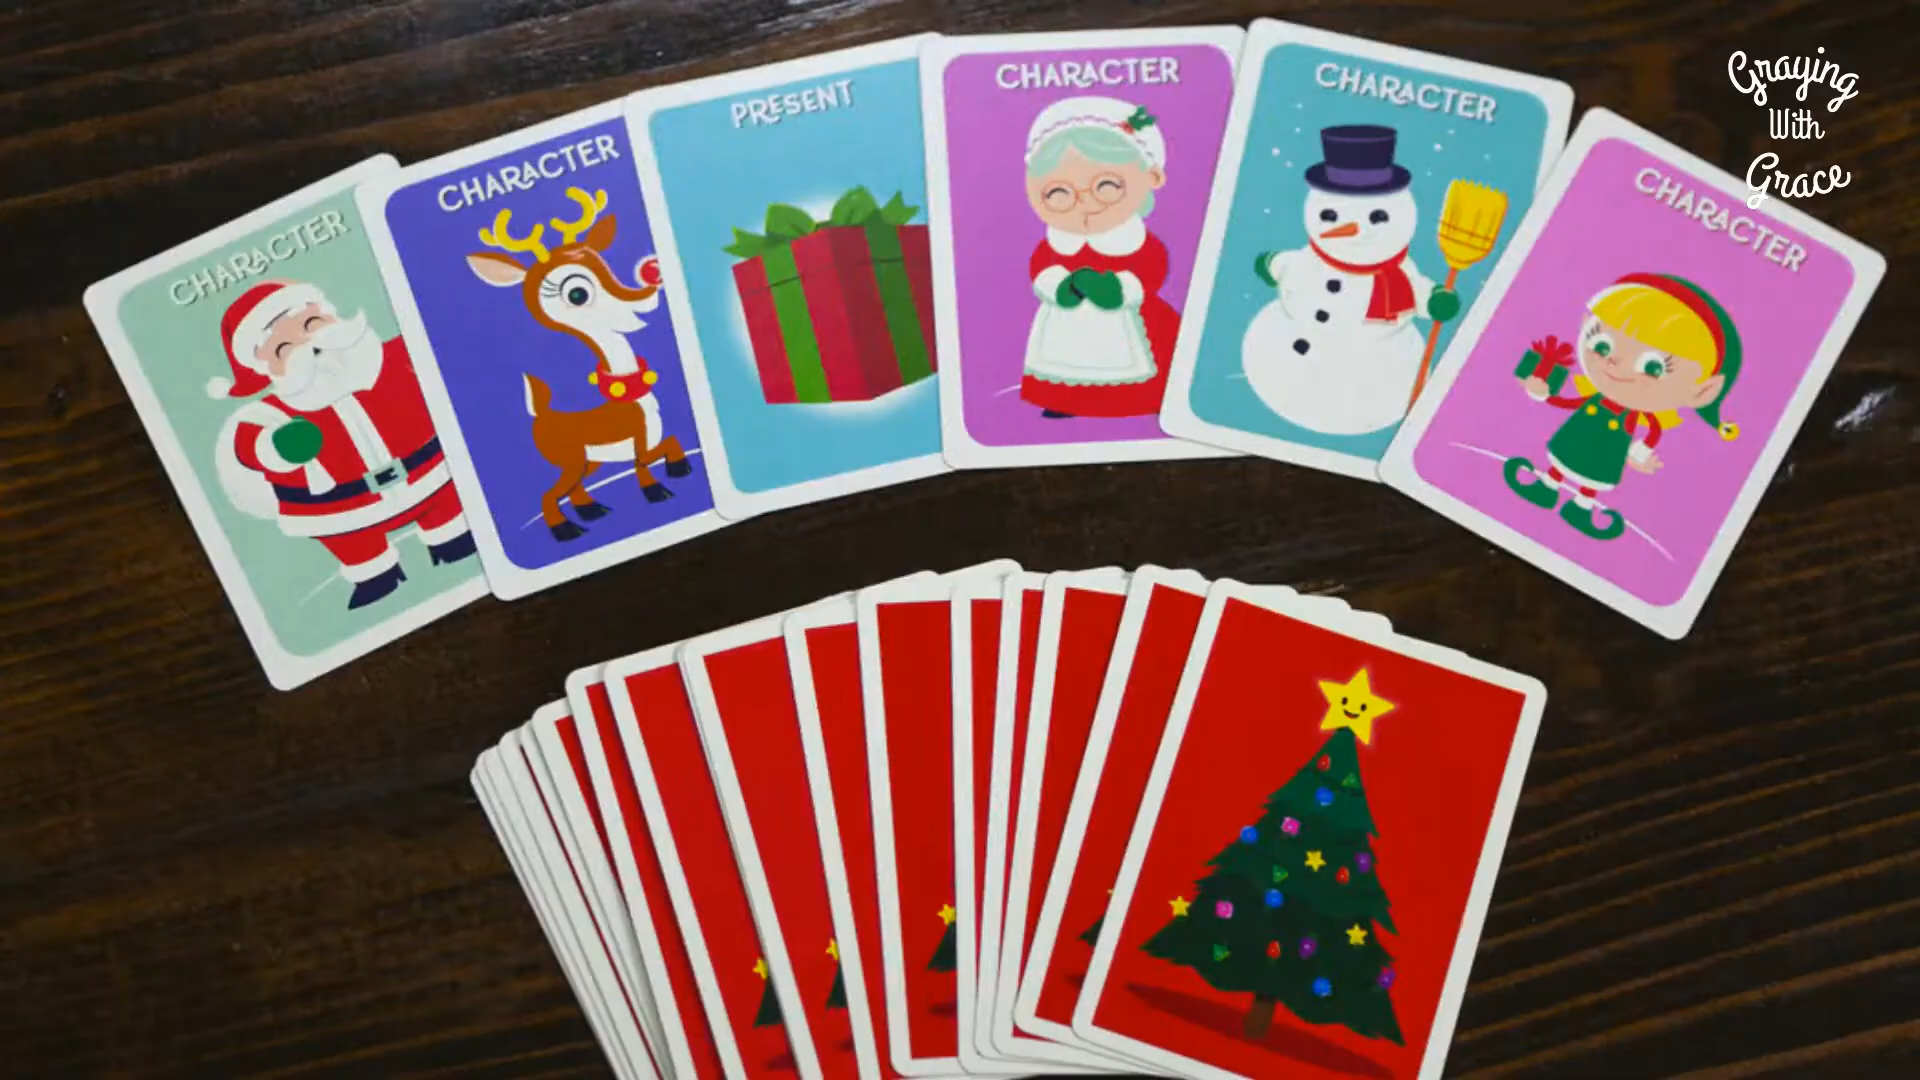 CHARACTER
CHARACTER
PRESENT
CHARACTER
CHARACTER
CHARACTER
Graying
With
Grace